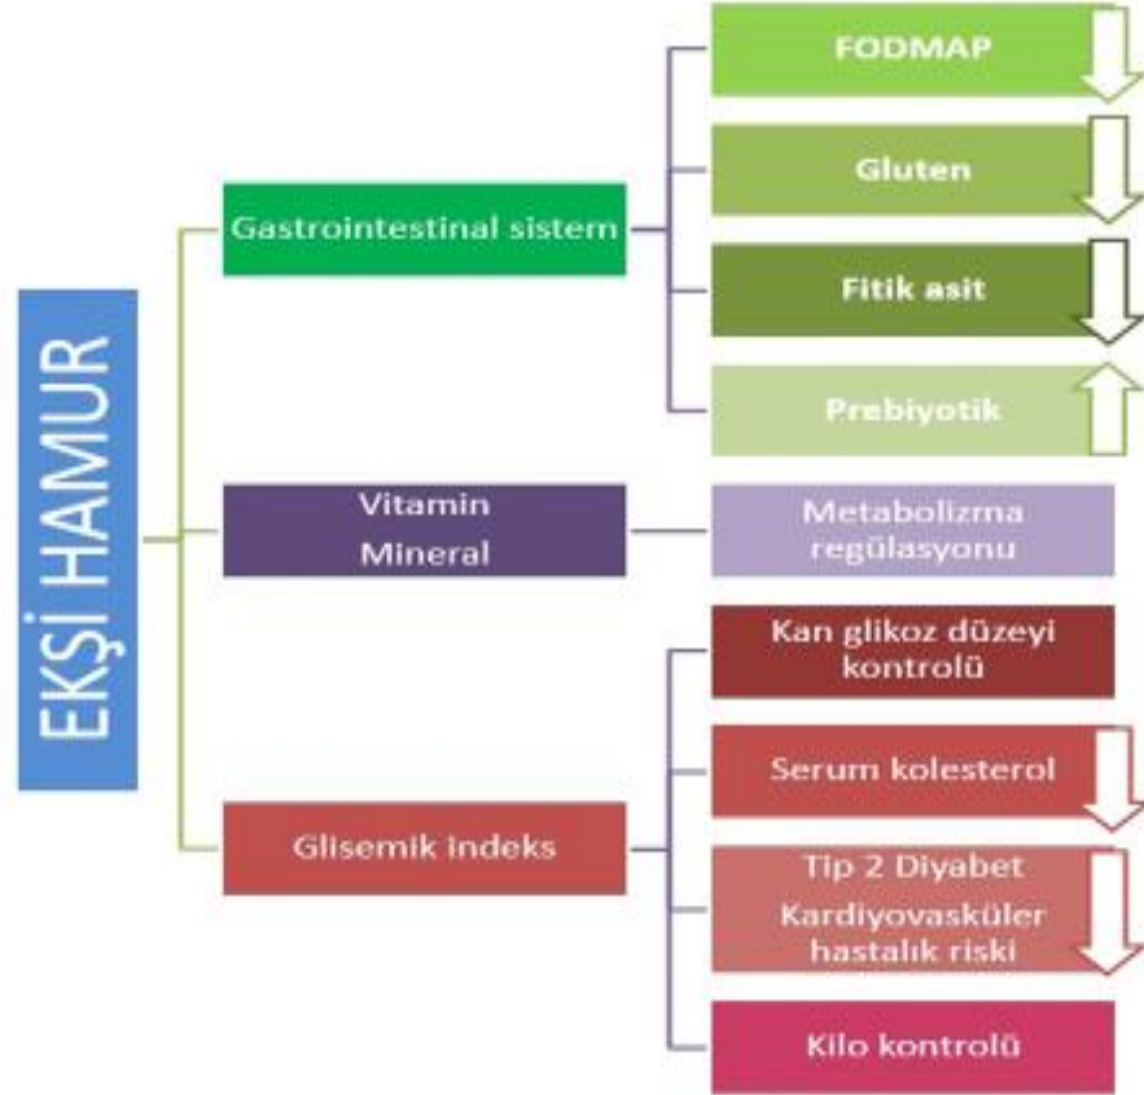 EKŞİ HAMUR
Gastrointestinal sistem
FODMAP
Gluten
Fitik asit
Prebiyotik
Vitamin
Mineral
Metabolizma
regülasyonu
Glisemik indeks
Kan glikoz düzeyi
kontrolü
Serum kolesterol
Tip 2 Diyabet
Kardiyovasküler
hastalık riski
Kilo kontrolü